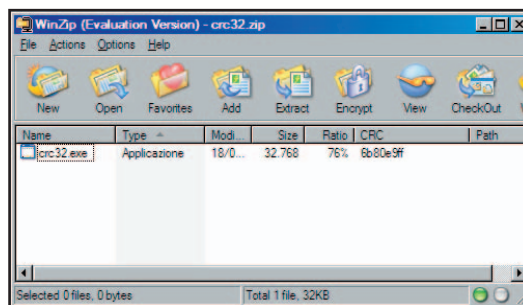 WinZip (Evaluation Version) - crc32.zip
File Actions Options Help
New Open Favorites Add Extract Encrypt View CheckOut
Name Type Modi... Size Ratio CRC Path
crc32.exe Applicazione 18/0... 32.768 76% 6b80e9ff
Selected 0 files, 0 bytes Total 1 file, 32KB